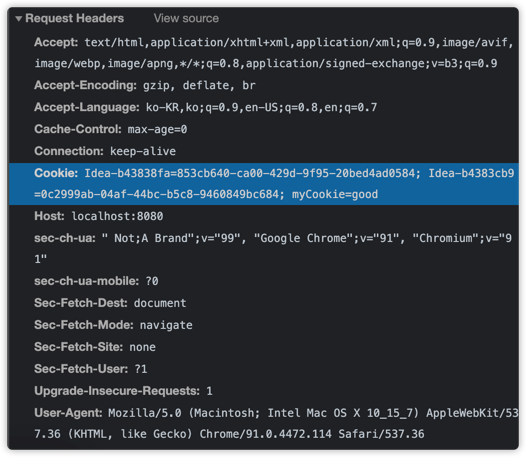 Request Headers View source
Accept: text/html,application/xhtml+xml,application/xml;q=0.9,image/avif,
image/webp,image/apng,*/*;q=0.8,application/signed-exchange;v=b3;q=0.9
Accept-Encoding: gzip, deflate, br
Accept-Language: ko-KR,ko;q=0.9,en-US;q=0.8,en;q=0.7
Cache-Control: max-age=0
Connection: keep-alive
Cookie: Idea-b43838fa=853cb640-ca00-429d-9f95-20bed4ad0584; Idea-b4383cb9
=0c2999ab-04af-44bc-b5c8-9460849bc684; myCookie=good
Host: localhost:8080
sec-ch-ua: " Not;A Brand";v="99", "Google Chrome";v="91", "Chromium";v="9
1"
sec-ch-ua-mobile: ?0
Sec-Fetch-Dest: document
Sec-Fetch-Mode: navigate
Sec-Fetch-Site: none
Sec-Fetch-User: ?1
Upgrade-Insecure-Requests: 1
User-Agent: Mozilla/5.0 (Macintosh; Intel Mac OS X 10_15_7) AppleWebKit/53
7.36 (KHTML, like Gecko) Chrome/91.0.4472.114 Safari/537.36